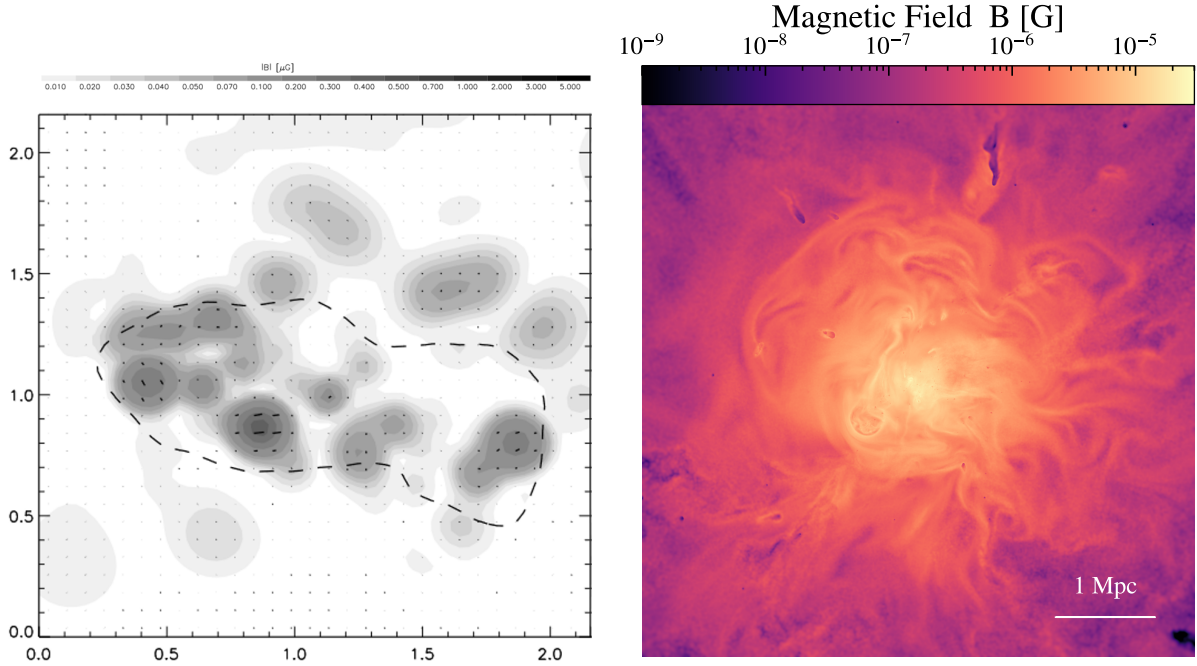 |B| [μG]
0.010 0.020 0.030 0.040 0.050 0.070 0.100 0.200 0.300 0.400 0.500 0.700 1.000 2.000 3.000 5.000
2.0
1.5
1.0
0.5
0.0
0.0 0.5 1.0 1.5 2.0
Magnetic Field B [G]
10⁻⁹ 10⁻⁸ 10⁻⁷ 10⁻⁶ 10⁻⁵
1 Mpc